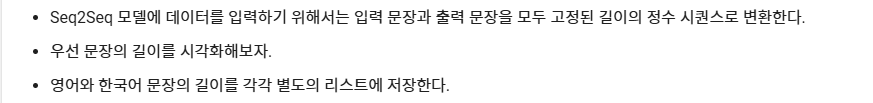 Seq2Seq 모델에 데이터를 입력하기 위해서는 입력 문장과 출력 문장을 모두 고정된 길이의 정수 시퀀스로 변환한다.
우선 문장의 길이를 시각화해보자.
영어와 한국어 문장의 길이를 각각 별도의 리스트에 저장한다.